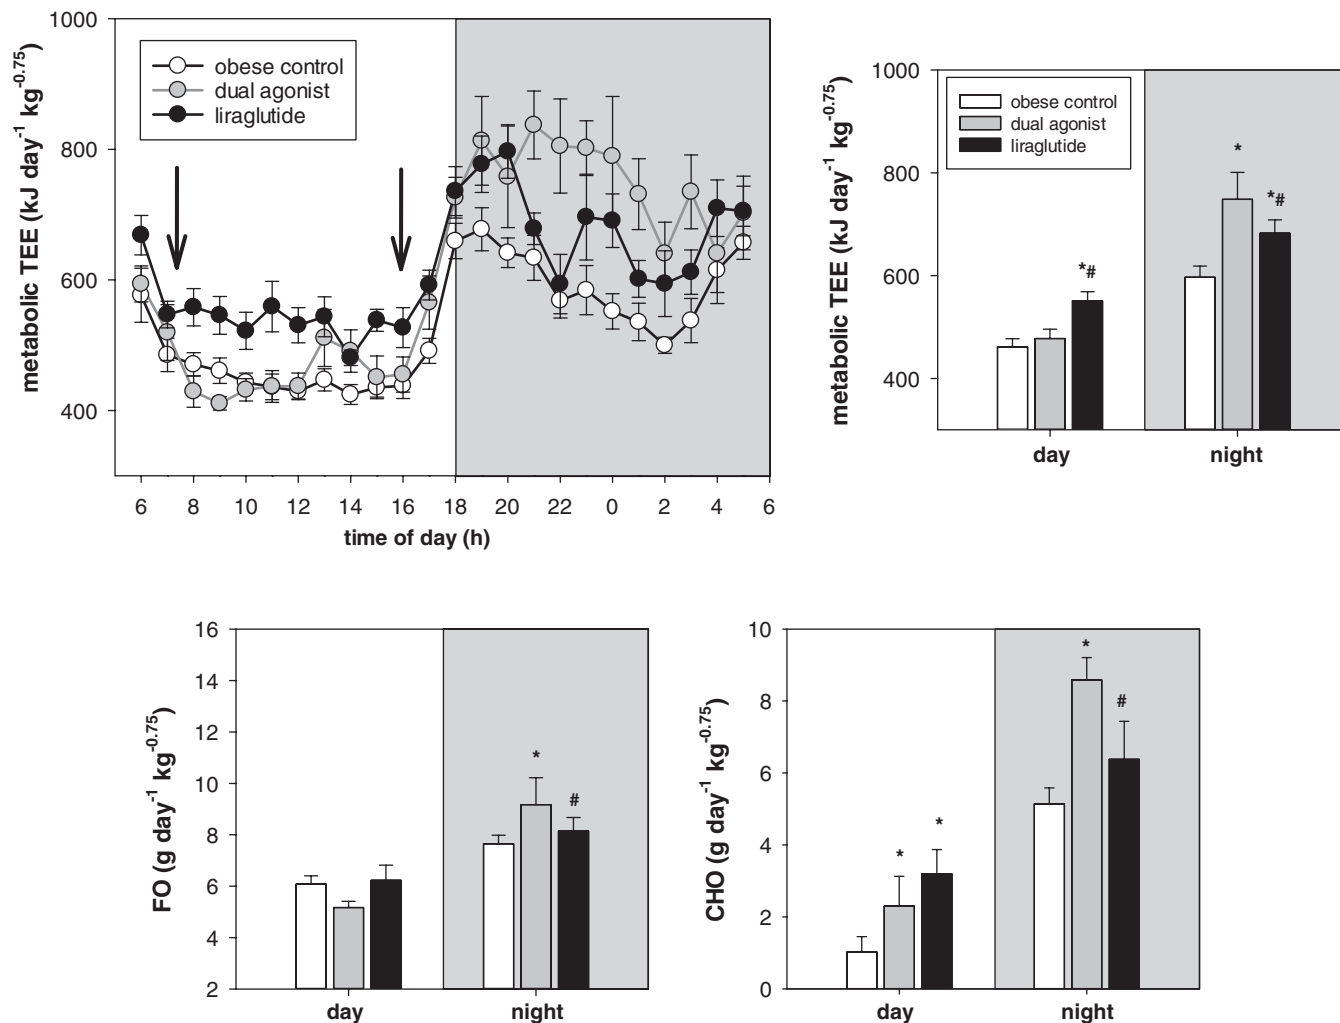 1000
800
600
400
metabolic TEE (kJ day-1 kg-0.75)
obese control
dual agonist
liraglutide
6 8 10 12 14 16 18 20 22 0 2 4 6
time of day (h)
1000
800
600
400
metabolic TEE (kJ day-1 kg-0.75)
obese control
dual agonist
liraglutide
*#
*
*#
day night
16
14
12
10
8
6
4
2
FO (g day-1 kg-0.75)
*
#
day night
10
8
6
4
2
0
CHO (g day-1 kg-0.75)
*
*
*
#
day night